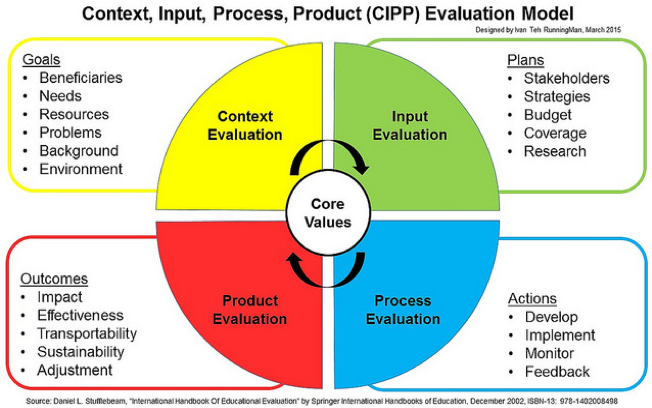 Context, Input, Process, Product (CIPP) Evaluation Model
Designed by Ivan Teh RunningMan, March 2015
Goals
• Beneficiaries
• Needs
• Resources
• Problems
• Background
• Environment
Context
Evaluation
Input
Evaluation
Plans
• Stakeholders
• Strategies
• Budget
• Coverage
• Research
Core
Values
Outcomes
• Impact
• Effectiveness
• Transportability
• Sustainability
• Adjustment
Product
Evaluation
Process
Evaluation
Actions
• Develop
• Implement
• Monitor
• Feedback
Source: Daniel L. Stufflebeam, "International Handbook Of Educational Evaluation" by Springer International Handbooks of Education, December 2002, ISBN-13: 978-1402008498